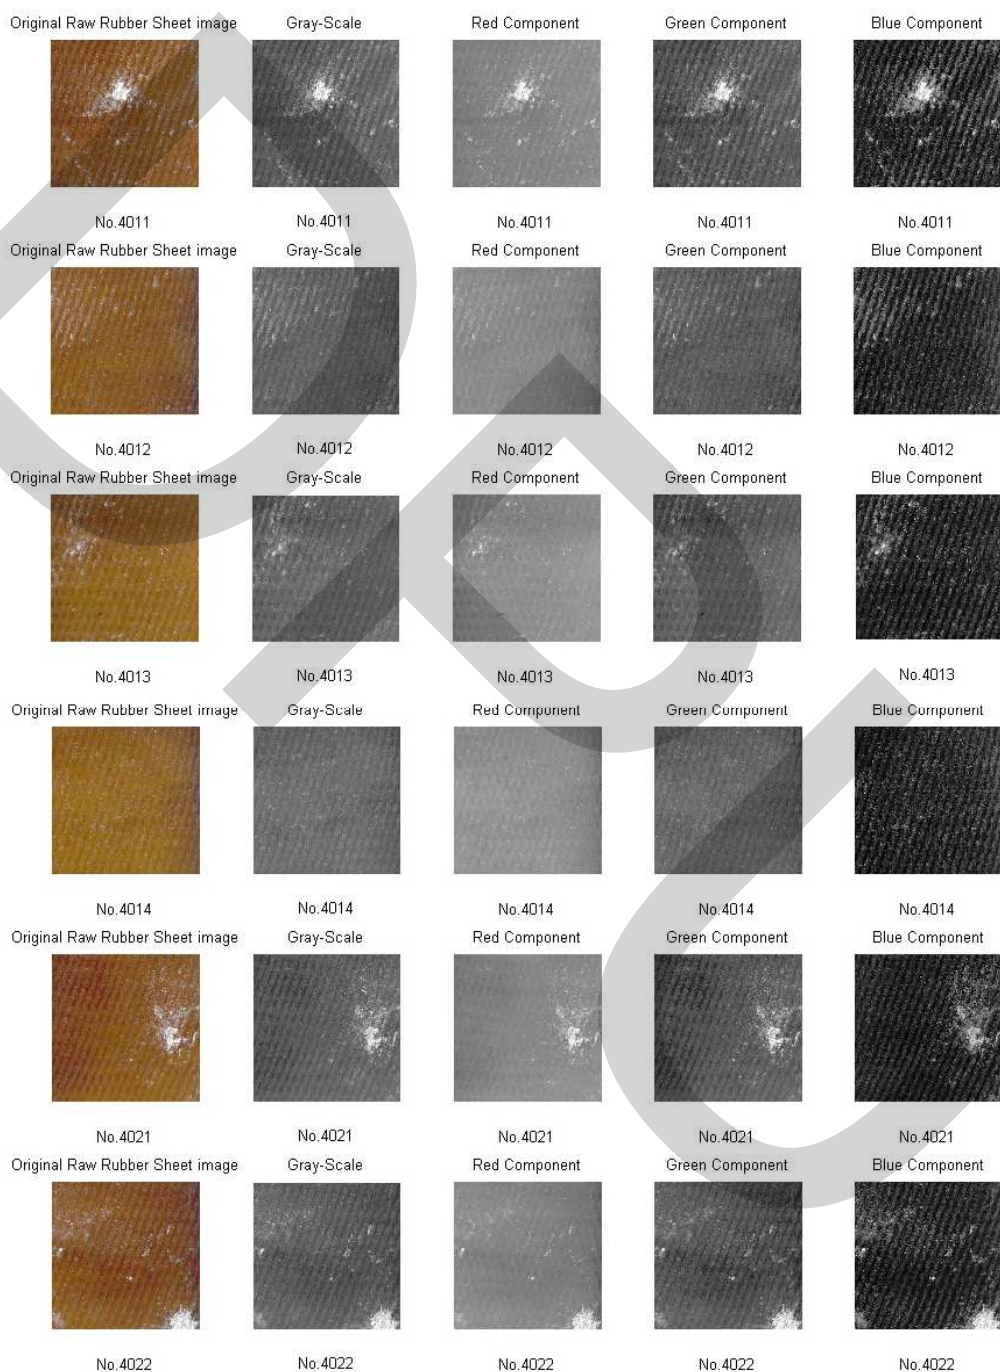 Original Raw Rubber Sheet image Gray-Scale Red Component Green Component Blue Component
No.4011 No.4011 No.4011 No.4011 No.4011
Original Raw Rubber Sheet image Gray-Scale Red Component Green Component Blue Component
No.4012 No.4012 No.4012 No.4012 No.4012
Original Raw Rubber Sheet image Gray-Scale Red Component Green Component Blue Component
No.4013 No.4013 No.4013 No.4013 No.4013
Original Raw Rubber Sheet image Gray-Scale Red Component Green Component Blue Component
No.4014 No.4014 No.4014 No.4014 No.4014
Original Raw Rubber Sheet image Gray-Scale Red Component Green Component Blue Component
No.4021 No.4021 No.4021 No.4021 No.4021
Original Raw Rubber Sheet image Gray-Scale Red Component Green Component Blue Component
No.4022 No.4022 No.4022 No.4022 No.4022